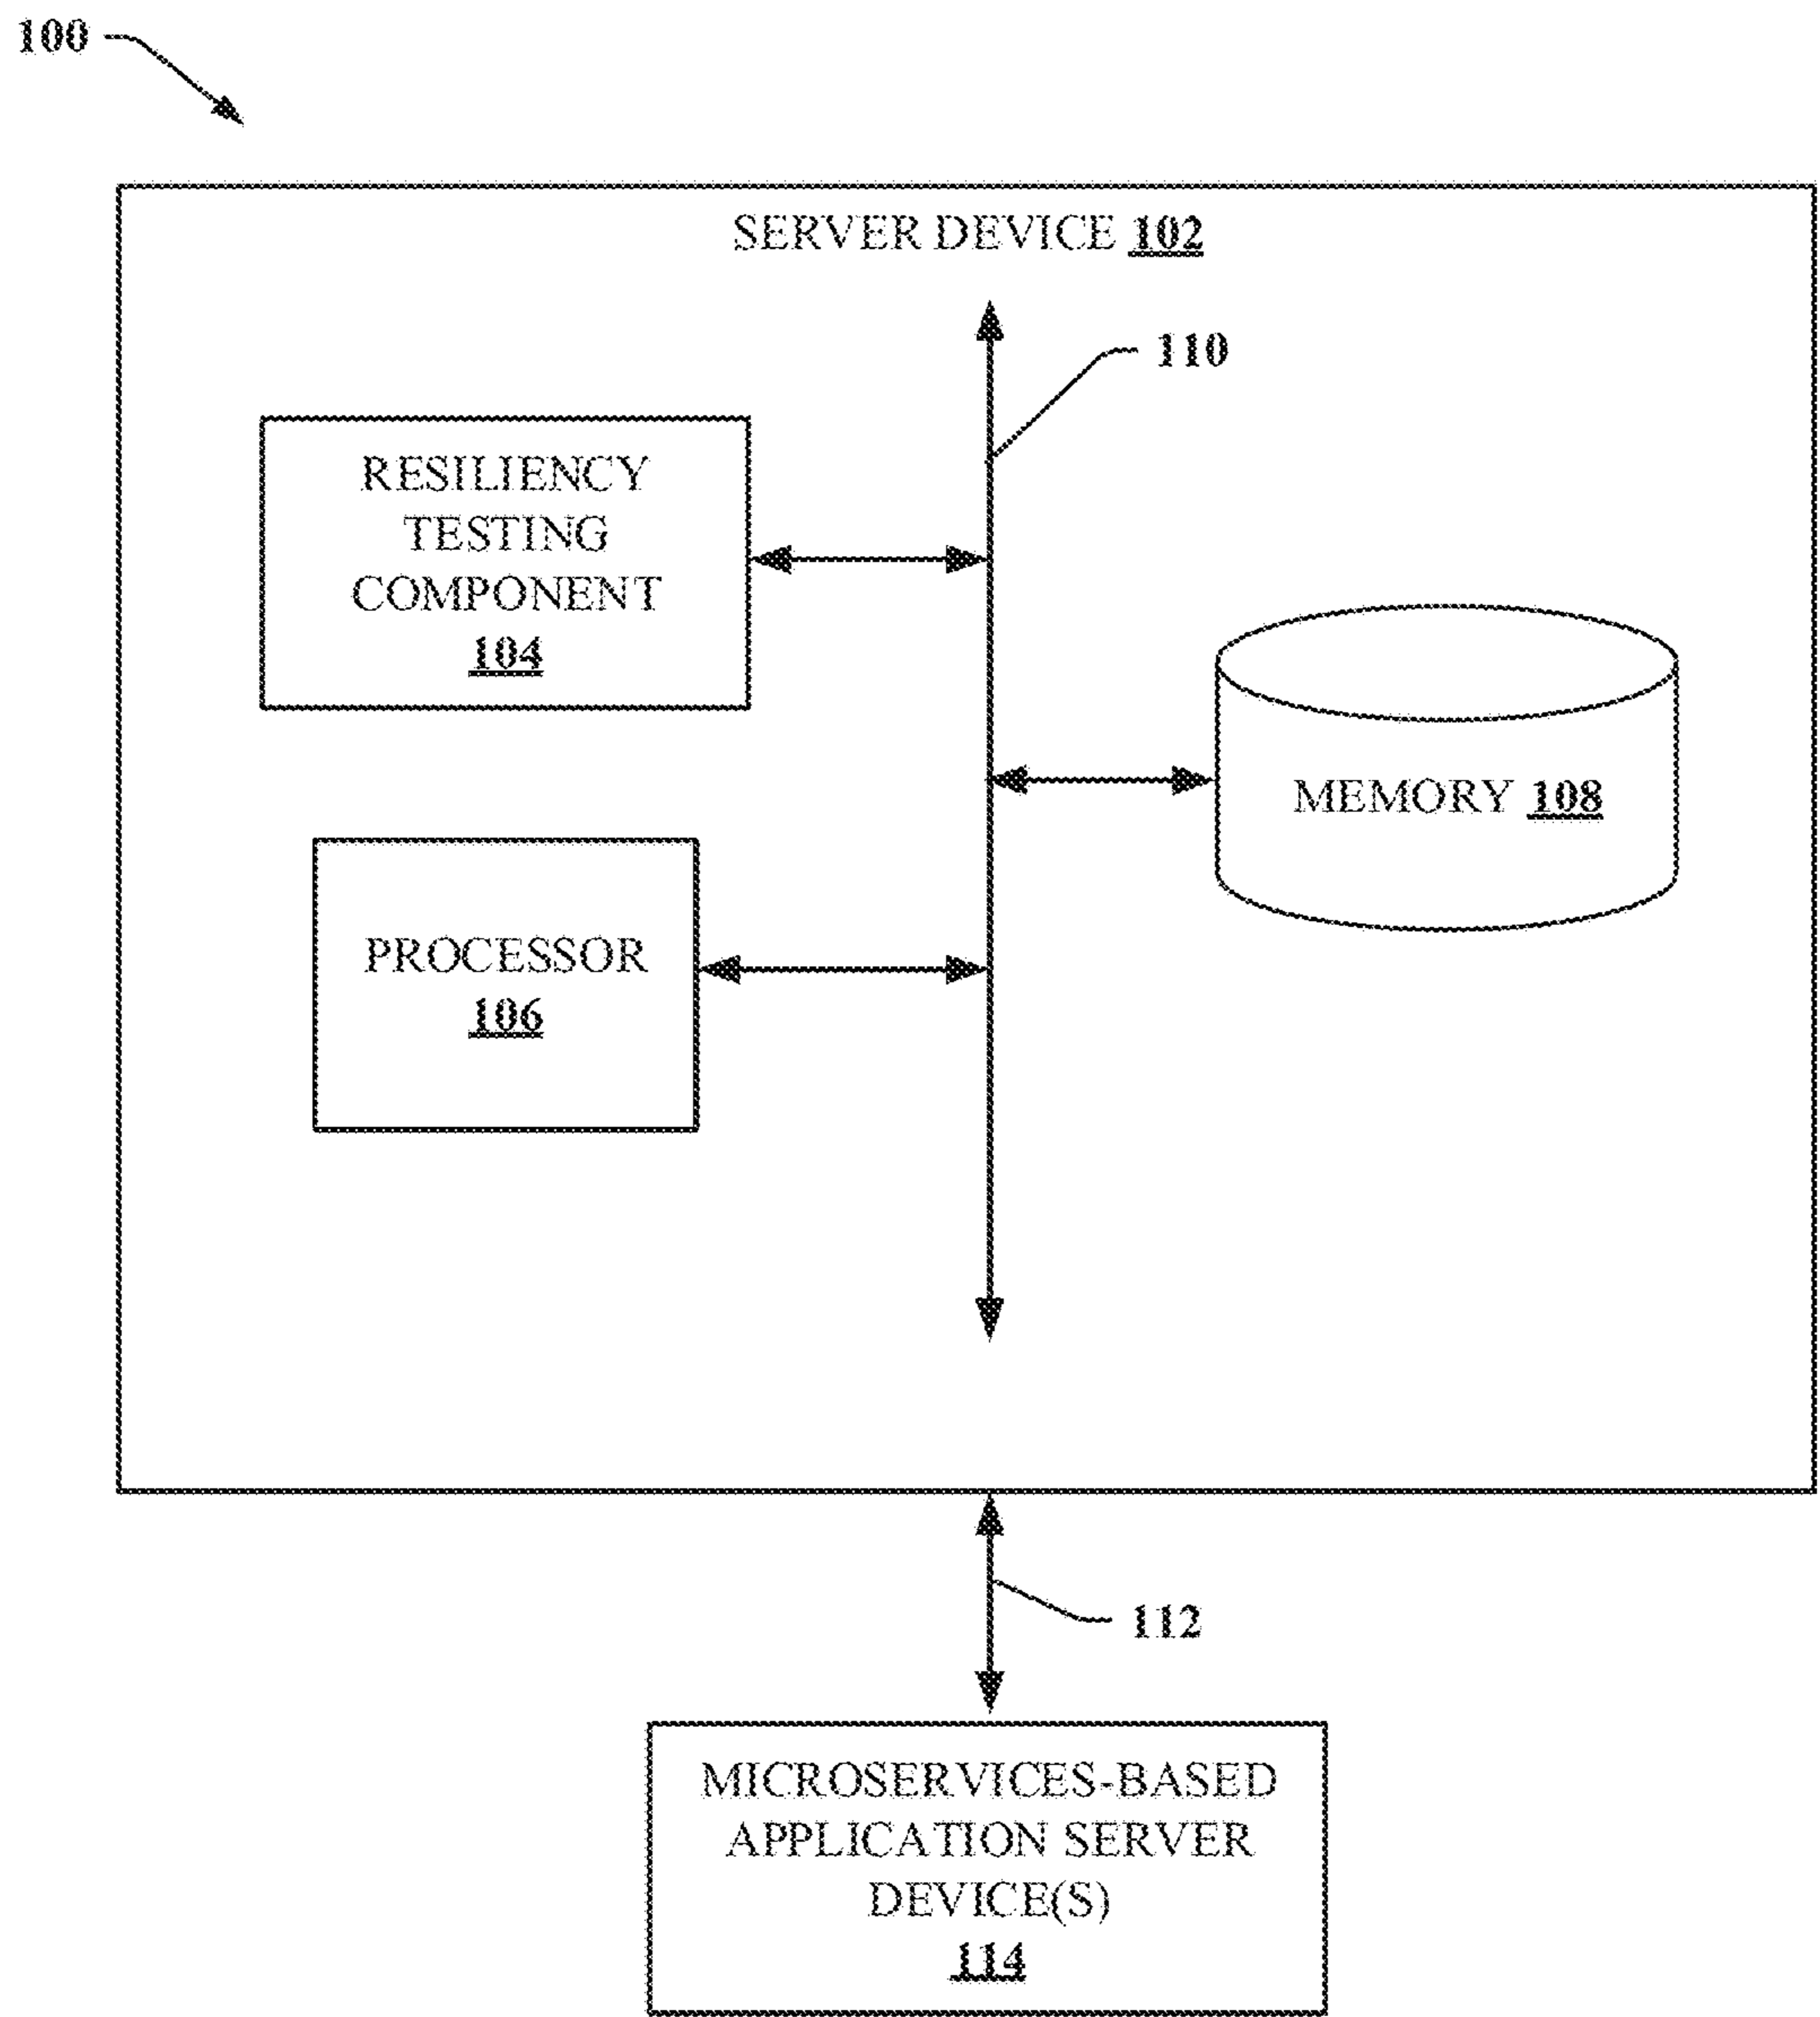 100
SERVER DEVICE 102
110
RESILIENCY
TESTING
COMPONENT
104
MEMORY 108
PROCESSOR
106
112
MICROSERVICES-BASED
APPLICATION SERVER
DEVICE(S)
114